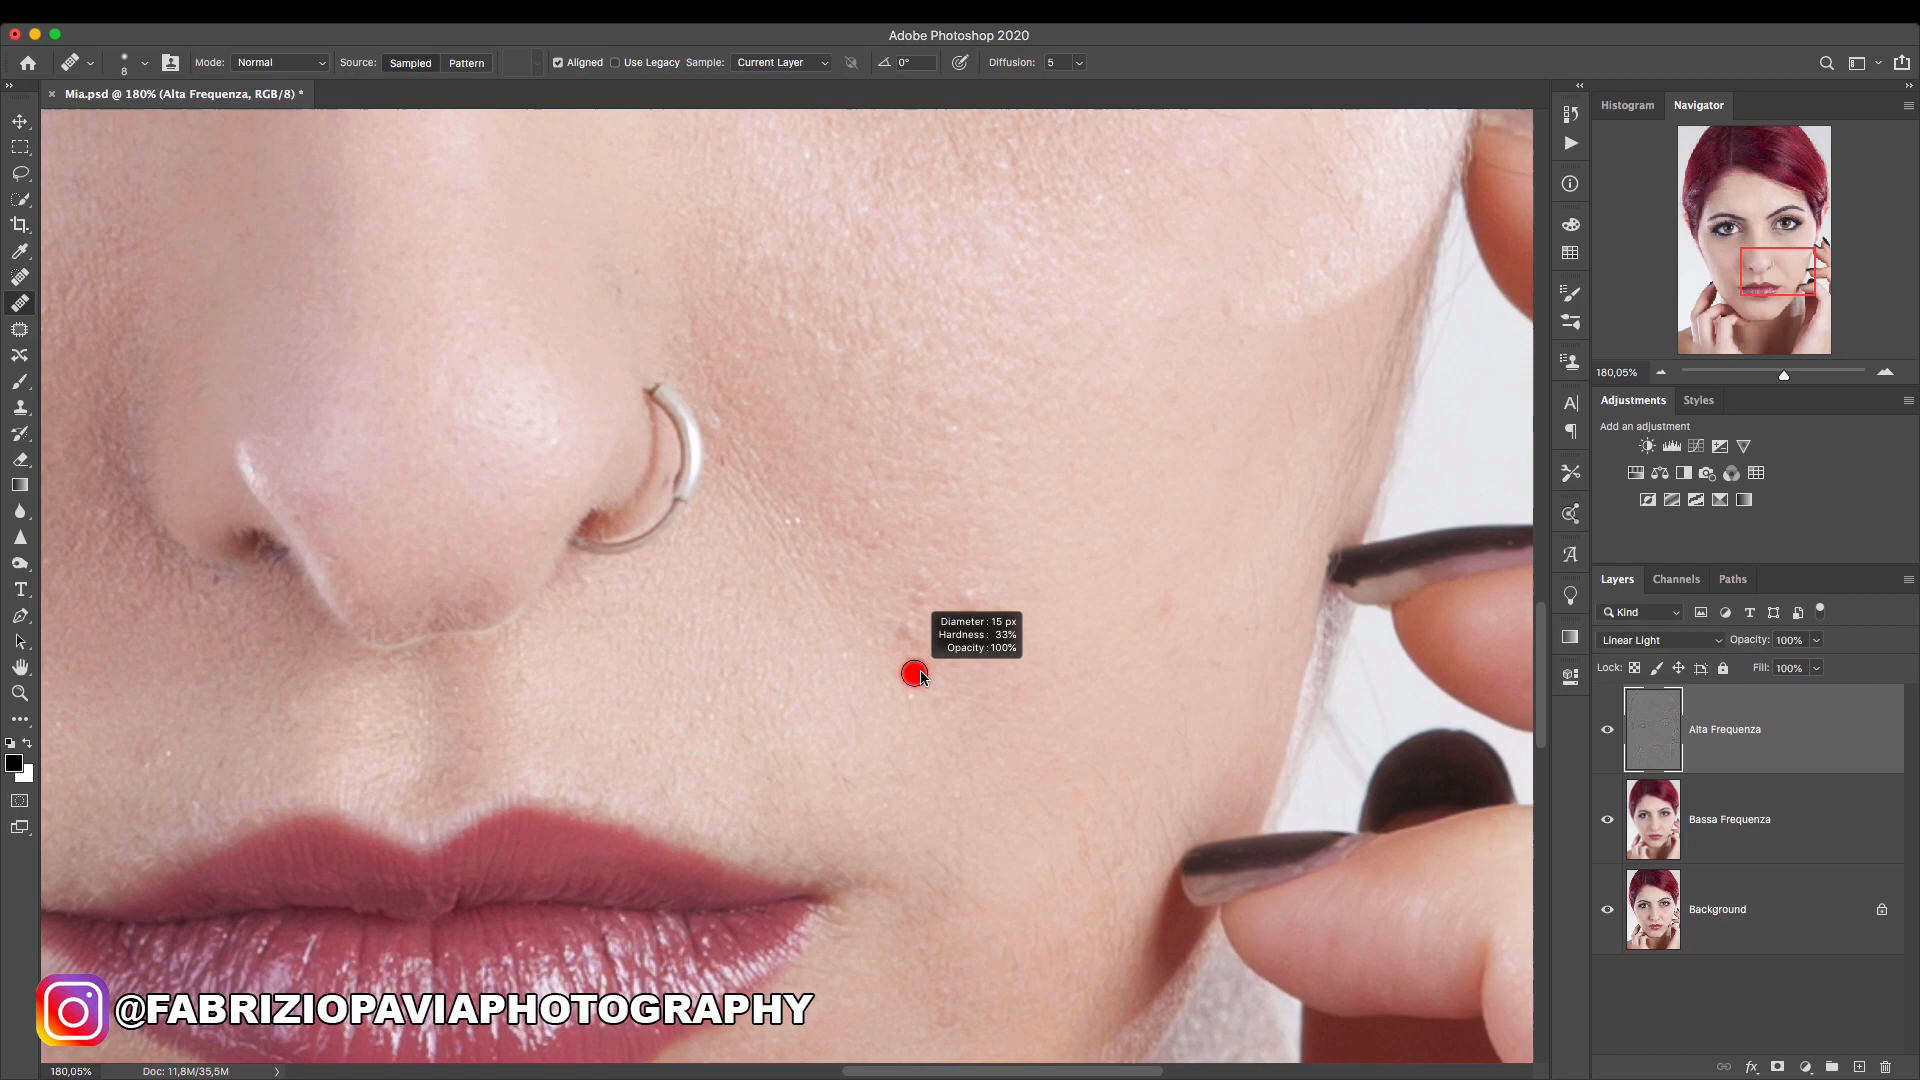 Adobe Photoshop 2020
8 Mode: Normal Source: Sampled Pattern Aligned Use Legacy Sample: Current Layer 0° Diffusion: 5
× Mia.psd @ 180% (Alta Frequenza, RGB/8) *
Histogram Navigator
180,05%
Adjustments Styles
Add an adjustment
Layers Channels Paths
Kind
Linear Light Opacity: 100%
Lock: Fill: 100%
Alta Frequenza
Bassa Frequenza
Background
Diameter: 15 px
Hardness: 33%
Opacity: 100%
@FABRIZIOPAVIAPHOTOGRAPHY
180,05% Doc: 11,8M/35,5M